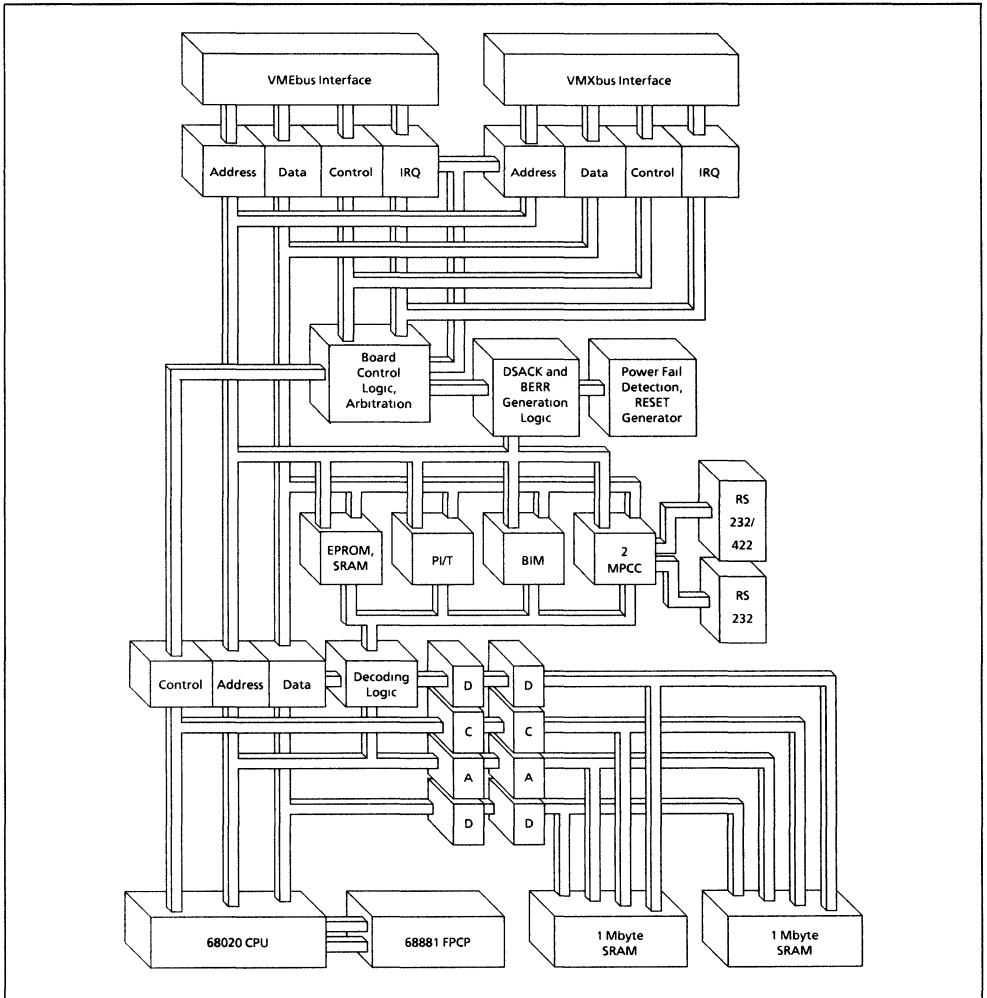 VMEbus Interface
VMXbus Interface
Address
Data
Control
IRQ
Address
Data
Control
IRQ
Board
Control
Logic,
Arbitration
DSACK and
BERR
Generation
Logic
Power Fail
Detection,
RESET
Generator
EPROM,
SRAM
PI/T
BIM
2
MPCC
RS
232/
422
RS
232
Control
Address
Data
Decoding
Logic
D
D
C
C
A
A
D
D
68020 CPU
68881 FPCP
1 Mbyte
SRAM
1 Mbyte
SRAM